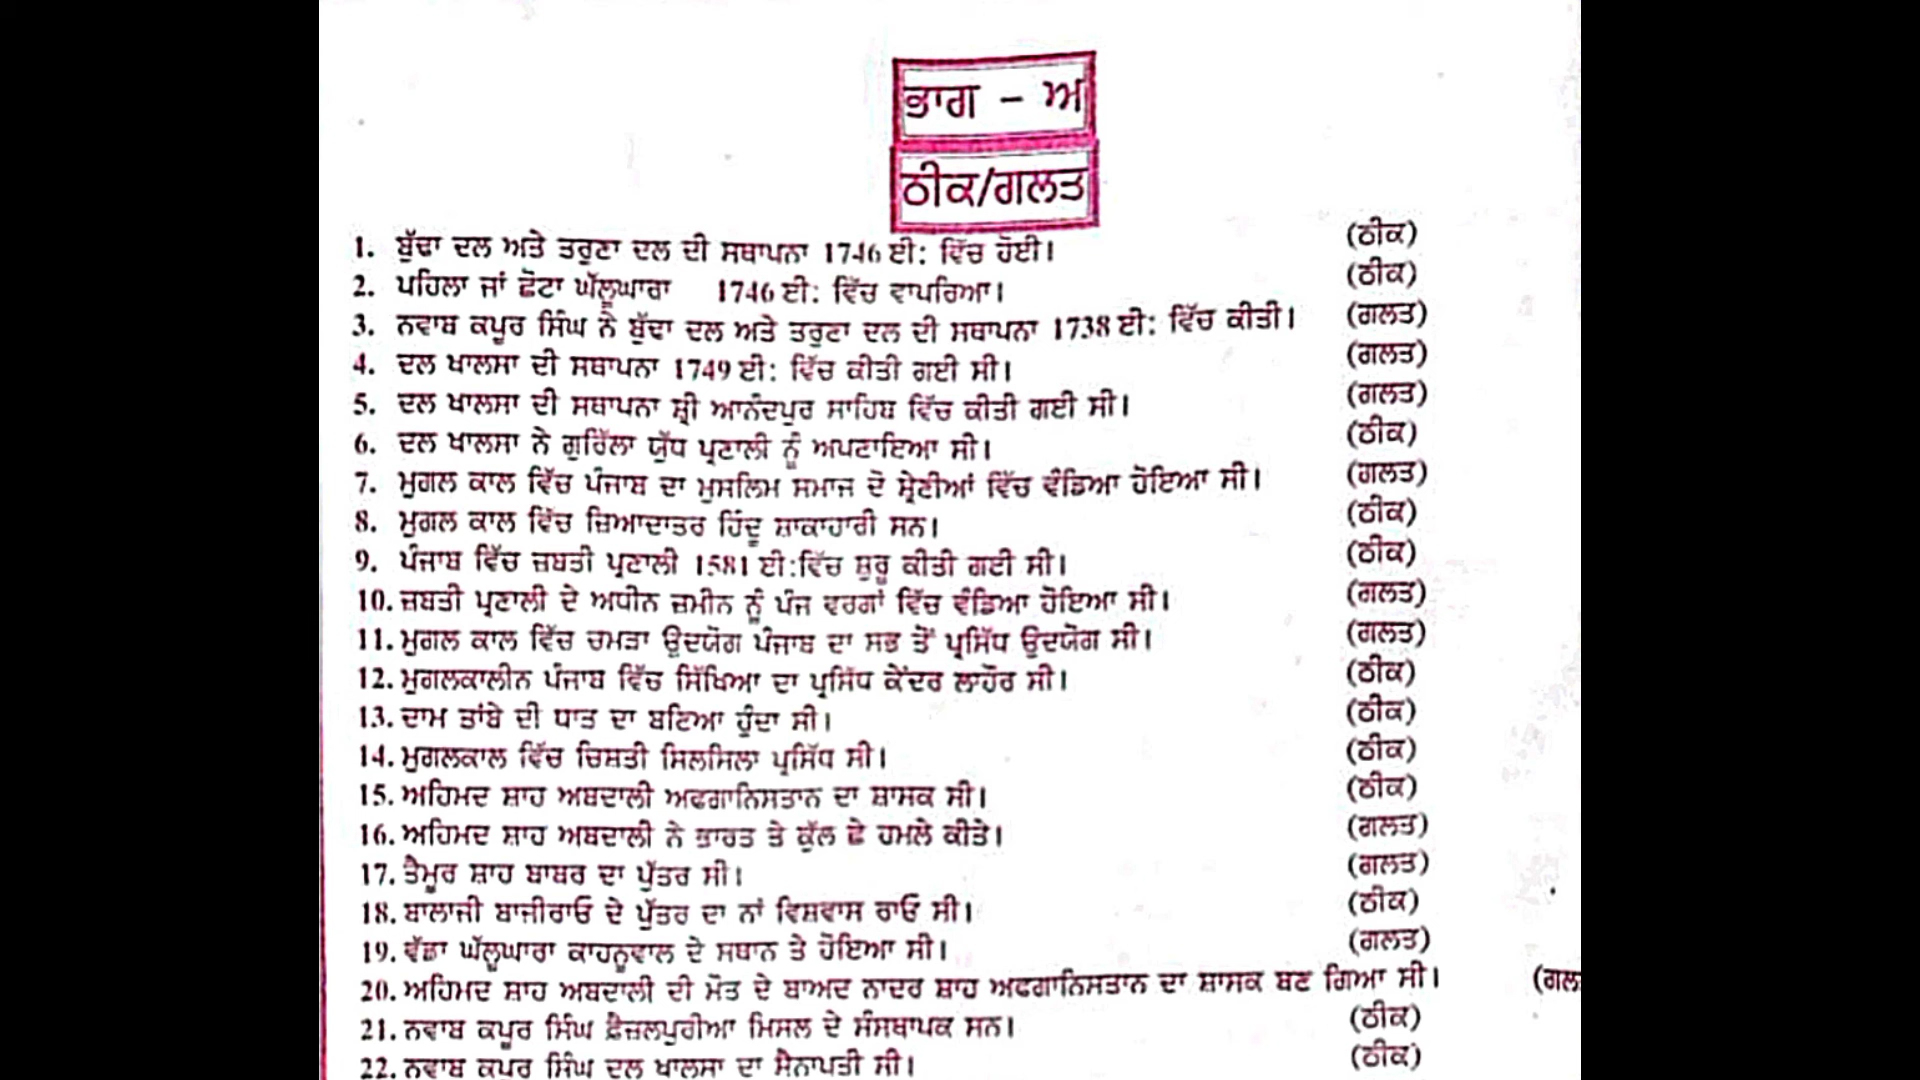 ਭਾਗ – ਅ
ਠੀਕ/ਗਲਤ
1. ਬੁੱਢਾ ਦਲ ਅਤੇ ਤਰੁਣਾ ਦਲ ਦੀ ਸਥਾਪਨਾ 1746 ਈ: ਵਿੱਚ ਹੋਈ। (ਠੀਕ)
2. ਪਹਿਲਾ ਜਾਂ ਛੋਟਾ ਘੱਲੂਘਾਰਾ 1746 ਈ: ਵਿੱਚ ਵਾਪਰਿਆ। (ਠੀਕ)
3. ਨਵਾਬ ਕਪੂਰ ਸਿੰਘ ਨੇ ਬੁੱਢਾ ਦਲ ਅਤੇ ਤਰੁਣਾ ਦਲ ਦੀ ਸਥਾਪਨਾ 1738 ਈ: ਵਿੱਚ ਕੀਤੀ। (ਗਲਤ)
4. ਦਲ ਖਾਲਸਾ ਦੀ ਸਥਾਪਨਾ 1749 ਈ: ਵਿੱਚ ਕੀਤੀ ਗਈ ਸੀ। (ਗਲਤ)
5. ਦਲ ਖਾਲਸਾ ਦੀ ਸਥਾਪਨਾ ਸ਼੍ਰੀ ਆਨੰਦਪੁਰ ਸਾਹਿਬ ਵਿੱਚ ਕੀਤੀ ਗਈ ਸੀ। (ਗਲਤ)
6. ਦਲ ਖਾਲਸਾ ਨੇ ਗੁਰਿੱਲਾ ਯੁੱਧ ਪ੍ਰਣਾਲੀ ਨੂੰ ਅਪਣਾਇਆ ਸੀ। (ਠੀਕ)
7. ਮੁਗਲ ਕਾਲ ਵਿੱਚ ਪੰਜਾਬ ਦਾ ਮੁਸਲਿਮ ਸਮਾਜ ਦੋ ਸ਼੍ਰੇਣੀਆਂ ਵਿੱਚ ਵੰਡਿਆ ਹੋਇਆ ਸੀ। (ਗਲਤ)
8. ਮੁਗਲ ਕਾਲ ਵਿੱਚ ਜ਼ਿਆਦਾਤਰ ਹਿੰਦੂ ਸ਼ਾਕਾਹਾਰੀ ਸਨ। (ਠੀਕ)
9. ਪੰਜਾਬ ਵਿੱਚ ਜ਼ਬਤੀ ਪ੍ਰਣਾਲੀ 1581 ਈ:ਵਿੱਚ ਸ਼ੁਰੂ ਕੀਤੀ ਗਈ ਸੀ। (ਠੀਕ)
10. ਜ਼ਬਤੀ ਪ੍ਰਣਾਲੀ ਦੇ ਅਧੀਨ ਜ਼ਮੀਨ ਨੂੰ ਪੰਜ ਵਰਗਾਂ ਵਿੱਚ ਵੰਡਿਆ ਹੋਇਆ ਸੀ। (ਗਲਤ)
11. ਮੁਗਲ ਕਾਲ ਵਿੱਚ ਚਮੜਾ ਉਦਯੋਗ ਪੰਜਾਬ ਦਾ ਸਭ ਤੋਂ ਪ੍ਰਸਿੱਧ ਉਦਯੋਗ ਸੀ। (ਗਲਤ)
12. ਮੁਗਲਕਾਲੀਨ ਪੰਜਾਬ ਵਿੱਚ ਸਿੱਖਿਆ ਦਾ ਪ੍ਰਸਿੱਧ ਕੇਂਦਰ ਲਾਹੌਰ ਸੀ। (ਠੀਕ)
13. ਦਾਮ ਤਾਂਬੇ ਦੀ ਧਾਤ ਦਾ ਬਣਿਆ ਹੁੰਦਾ ਸੀ। (ਠੀਕ)
14. ਮੁਗਲਕਾਲ ਵਿੱਚ ਚਿਸ਼ਤੀ ਸਿਲਸਿਲਾ ਪ੍ਰਸਿੱਧ ਸੀ। (ਠੀਕ)
15. ਅਹਿਮਦ ਸ਼ਾਹ ਅਬਦਾਲੀ ਅਫਗਾਨਿਸਤਾਨ ਦਾ ਸ਼ਾਸਕ ਸੀ। (ਠੀਕ)
16. ਅਹਿਮਦ ਸ਼ਾਹ ਅਬਦਾਲੀ ਨੇ ਭਾਰਤ ਤੇ ਕੁੱਲ ਛੇ ਹਮਲੇ ਕੀਤੇ। (ਗਲਤ)
17. ਤੈਮੂਰ ਸ਼ਾਹ ਬਾਬਰ ਦਾ ਪੁੱਤਰ ਸੀ। (ਗਲਤ)
18. ਬਾਲਾਜੀ ਬਾਜੀਰਾਓ ਦੇ ਪੁੱਤਰ ਦਾ ਨਾਂ ਵਿਸ਼ਵਾਸ ਰਾਓ ਸੀ। (ਠੀਕ)
19. ਵੱਡਾ ਘੱਲੂਘਾਰਾ ਕਾਹਨੂਵਾਲ ਦੇ ਸਥਾਨ ਤੇ ਹੋਇਆ ਸੀ। (ਗਲਤ)
20. ਅਹਿਮਦ ਸ਼ਾਹ ਅਬਦਾਲੀ ਦੀ ਮੌਤ ਦੇ ਬਾਅਦ ਨਾਦਰ ਸ਼ਾਹ ਅਫਗਾਨਿਸਤਾਨ ਦਾ ਸ਼ਾਸਕ ਬਣ ਗਿਆ ਸੀ। (ਗਲ
21. ਨਵਾਬ ਕਪੂਰ ਸਿੰਘ ਫ਼ੈਜ਼ਲਪੁਰੀਆ ਮਿਸਲ ਦੇ ਸੰਸਥਾਪਕ ਸਨ। (ਠੀਕ)
22. ਨਵਾਬ ਕਪੂਰ ਸਿੰਘ ਦਲ ਖਾਲਸਾ ਦਾ ਸੈਨਾਪਤੀ ਸੀ। (ਠੀਕ)